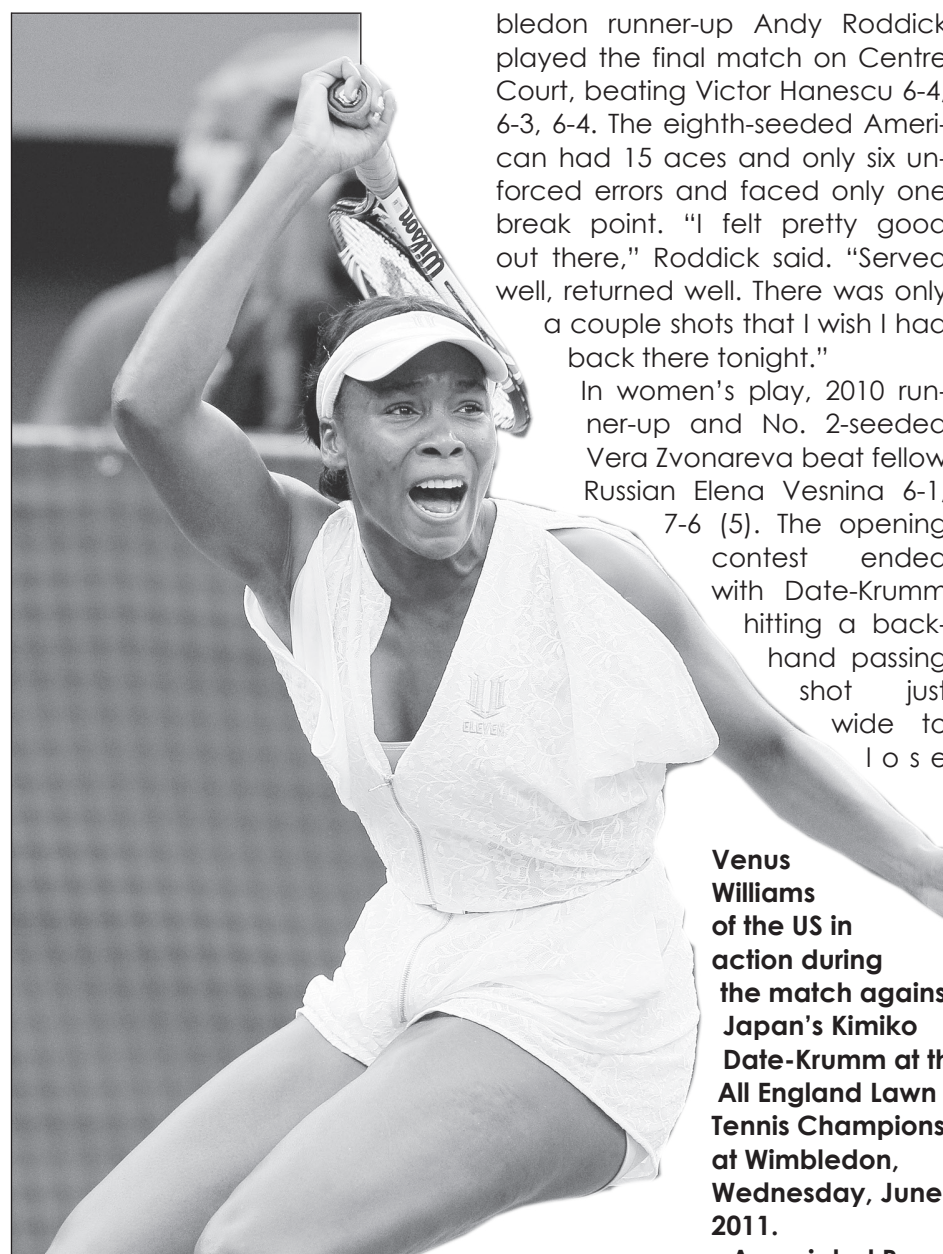 bledon runner-up Andy Roddick
played the final match on Centre
Court, beating Victor Hanescu 6-4,
6-3, 6-4. The eighth-seeded Ameri-
can had 15 aces and only six un-
forced errors and faced only one
break point. “I felt pretty good
out there,” Roddick said. “Served
well, returned well. There was only
a couple shots that I wish I had
back there tonight.”
In women’s play, 2010 run-
ner-up and No. 2-seeded
Vera Zvonareva beat fellow
Russian Elena Vesnina 6-1,
7-6 (5). The opening
contest ended
with Date-Krumm
hitting a back-
hand passing
shot just
wide to
lose
Wilson
ELEVEN
Venus
Williams
of the US in
action during
the match agains
Japan’s Kimiko
Date-Krumm at th
All England Lawn
Tennis Champions
at Wimbledon,
Wednesday, June
2011.